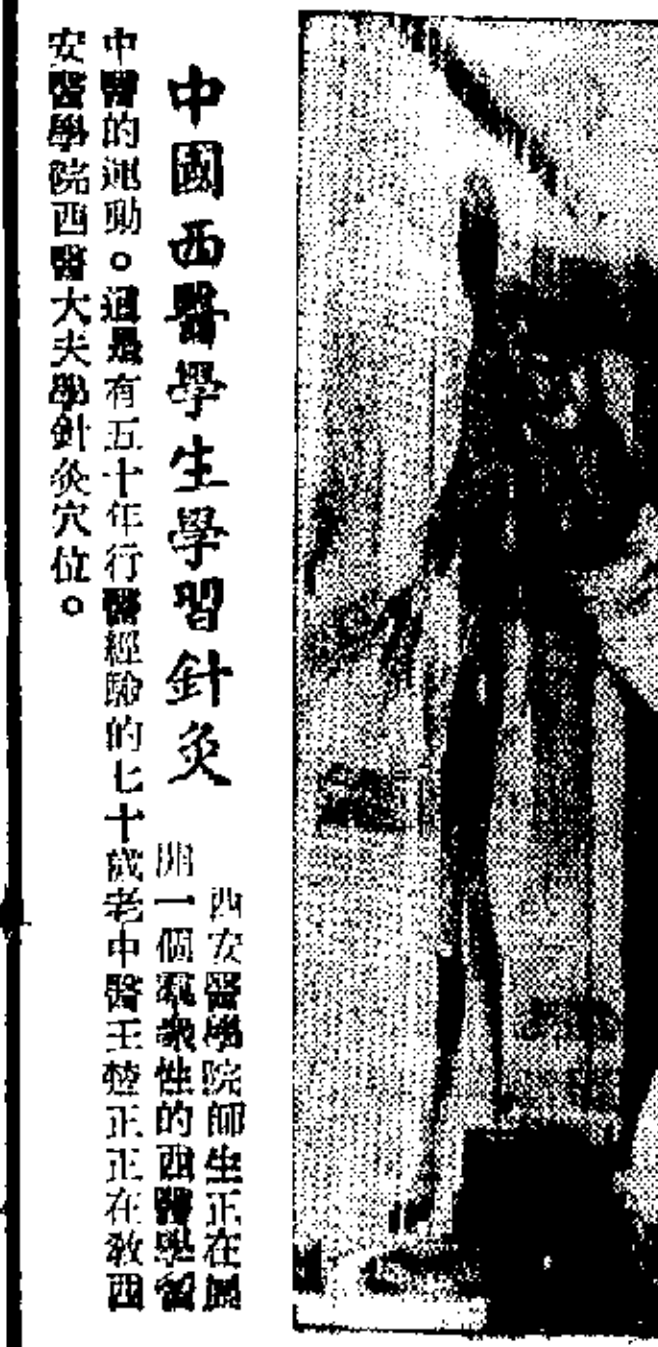 中國西醫學生學習針灸
西安醫學院師生正在展
開一個羣衆性的西醫學習
中醫的運動。這是有五十年行醫經驗的七十歲老中醫王楚正正在敎西
安醫學院西醫大夫學針灸穴位。